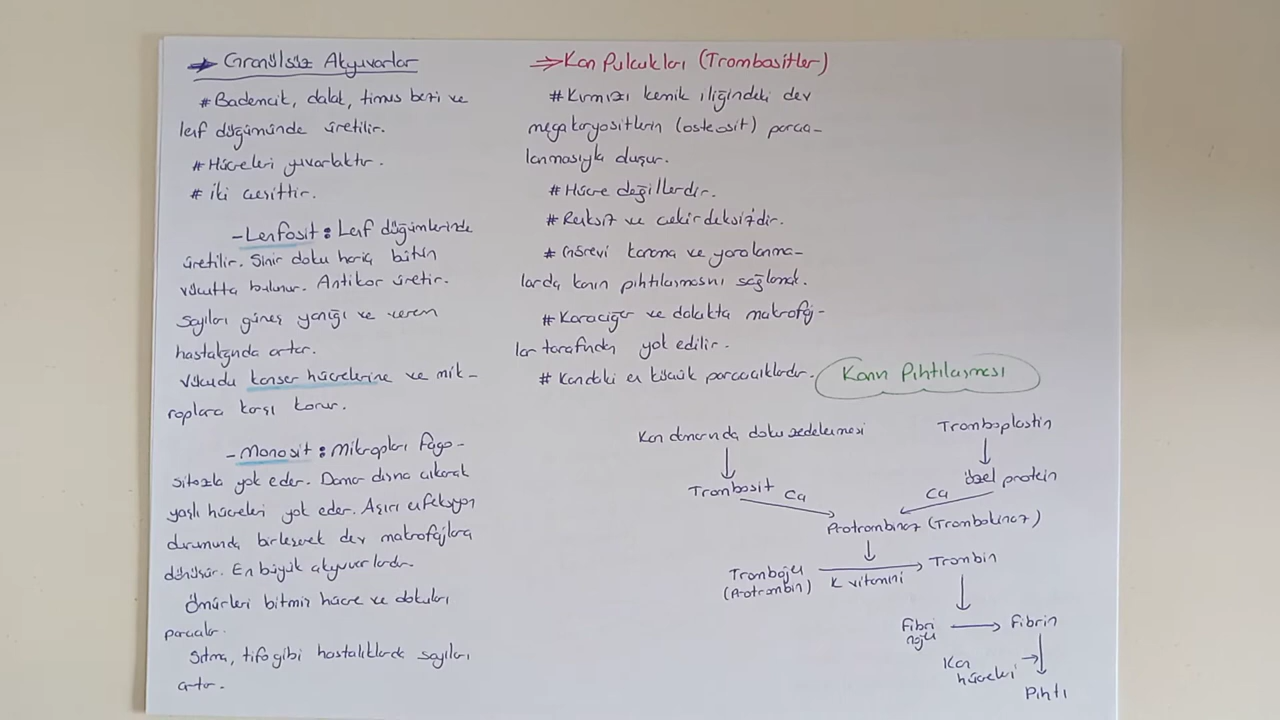 → Granülsüz Akyuvarlar
# Bademcik, dalak, timus bezi ve
lenf düğümünde üretilir.
# Hücreleri yuvarlaktır.
# İki çeşittir.
- Lenfosit : Lenf düğümlerinde
üretilir. Sinir doku hariç bütün
vücutta bulunur. Antikor üretir.
Sayıları güneş yanığı ve verem
hastalığında artar.
Vücudu kanser hücrelerine ve mik-
roplara karşı korur.
- Monosit : Mikropları fago-
sitozla yok eder. Damar dışına çıkarak
yaşlı hücreleri yok eder. Aşırı enfeksiyon
durumunda birleşerek dev makrofajlara
dönüşür. En büyük akyuvarlardır.
Ömürleri bitmiş hücre ve dokuları
parçalar.
Sıtma, tifo gibi hastalıklarda sayıları
artar.
⇒ Kan Pulcukları (Trombositler)
# Kırmızı kemik iliğindeki dev
megakaryositlerin (osteosit) parça-
lanmasıyla oluşur.
# Hücre değillerdir.
# Renksiz ve çekirdeksizdir.
# Görevi kanama ve yaralanma-
larda kanın pıhtılaşmasını sağlamak.
# Karaciğer ve dalakta makrofaj-
lar tarafından yok edilir.
# Kandaki en küçük parçacıklardır.
Kanın Pıhtılaşması
Kan damarında doku zedelenmesi
Tromboplastin
Trombosit Ca
Ca özel protein
Protrombinaz (Trombokinaz)
Trombojen
(Protrombin)
K vitamini
Trombin
Fibri
nojen
Fibrin
Kan
hücreleri
Pıhtı